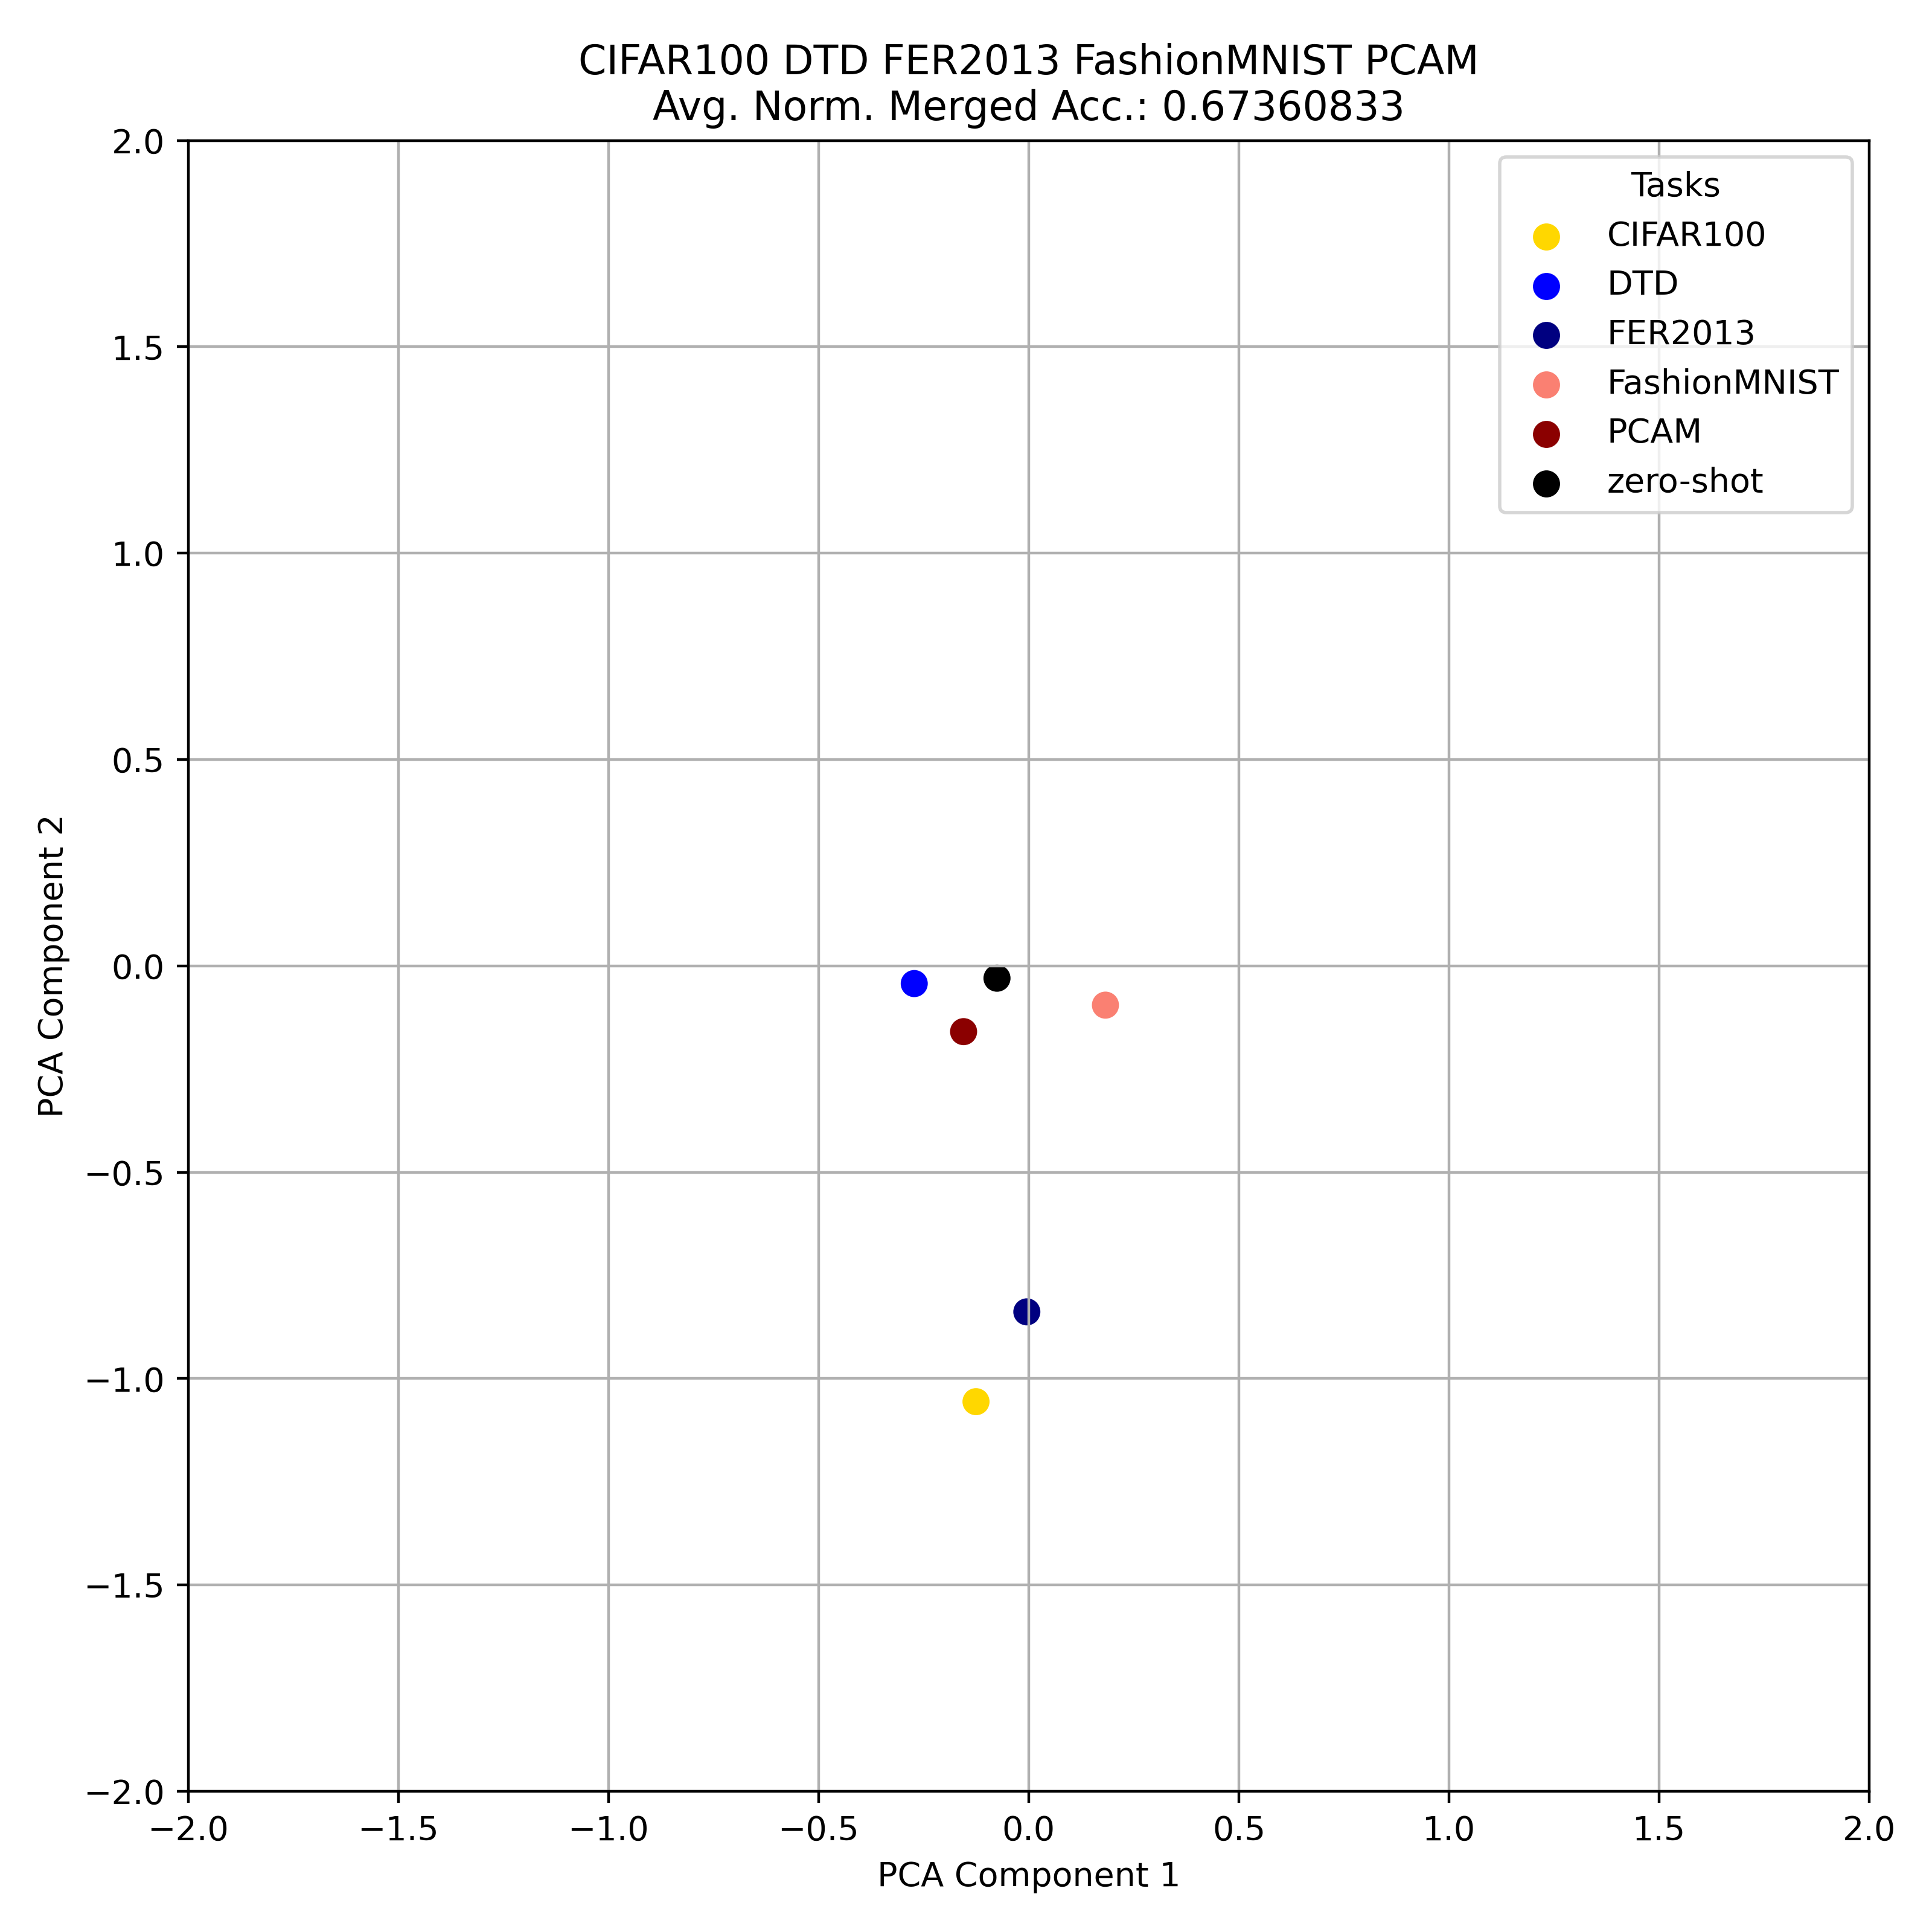 CIFAR100 DTD FER2013 FashionMNIST PCAM
Avg. Norm. Merged Acc.: 0.67360833
Tasks
CIFAR100
DTD
FER2013
FashionMNIST
PCAM
zero-shot
PCA Component 2
2.0
1.5
1.0
0.5
0.0
−0.5
−1.0
−1.5
−2.0
−2.0 −1.5 −1.0 −0.5 0.0 0.5 1.0 1.5 2.0
PCA Component 1